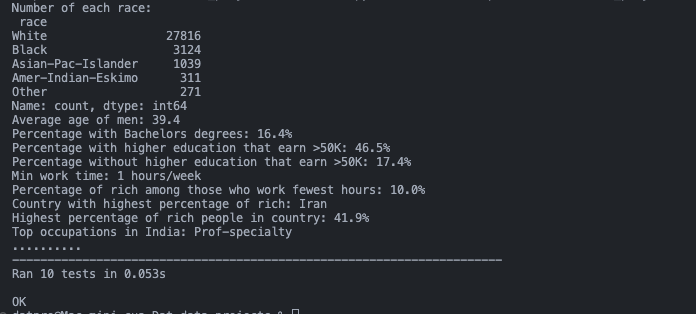 Number of each race:
race
White 27816
Black 3124
Asian-Pac-Islander 1039
Amer-Indian-Eskimo 311
Other 271
Name: count, dtype: int64
Average age of men: 39.4
Percentage with Bachelors degrees: 16.4%
Percentage with higher education that earn >50K: 46.5%
Percentage without higher education that earn >50K: 17.4%
Min work time: 1 hours/week
Percentage of rich among those who work fewest hours: 10.0%
Country with highest percentage of rich: Iran
Highest percentage of rich people in country: 41.9%
Top occupations in India: Prof-specialty
..........
----------------------------------------------------------------------
Ran 10 tests in 0.053s
OK